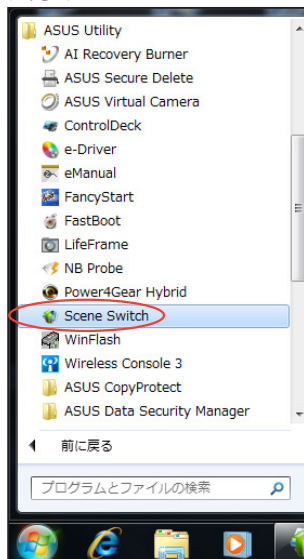 ASUS Utility
AI Recovery Burner
ASUS Secure Delete
ASUS Virtual Camera
ControlDeck
e-Driver
eManual
FancyStart
FastBoot
LifeFrame
NB Probe
Power4Gear Hybrid
Scene Switch
WinFlash
Wireless Console 3
ASUS CopyProtect
ASUS Data Security Manager
前に戻る
プログラムとファイルの検索